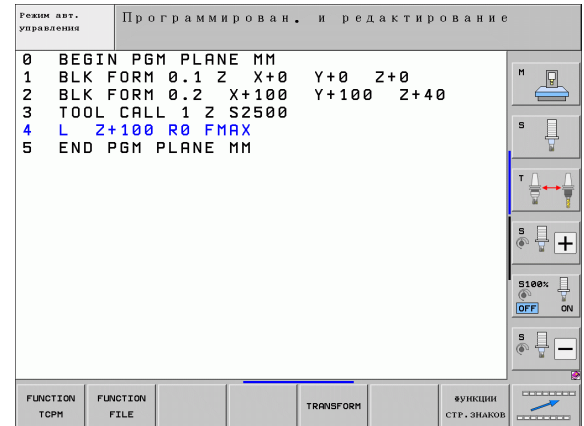 Режим авт.
управления
Программирован. и редактирование
0 BEGIN PGM PLANE MM
1 BLK FORM 0.1 Z X+0 Y+0 Z+0
2 BLK FORM 0.2 X+100 Y+100 Z+40
3 TOOL CALL 1 Z S2500
4 L Z+100 R0 FMAX
5 END PGM PLANE MM
M
S
T
S
+
S100%
OFF ON
S
−
FUNCTION
TCPM
FUNCTION
FILE
TRANSFORM
ФУНКЦИИ
СТР.ЗНАКОВ